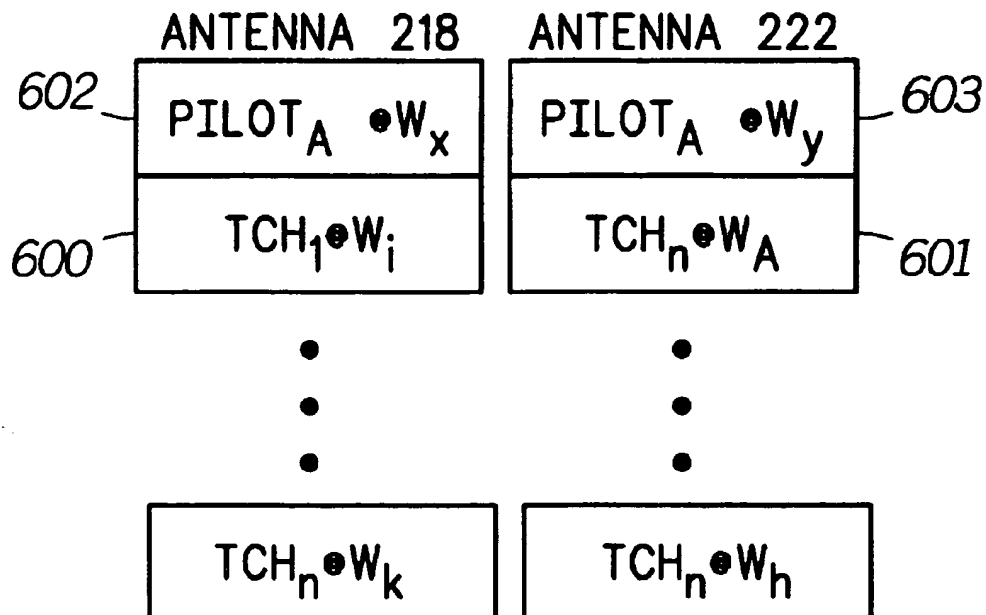 ANTENNA 218 ANTENNA 222
602 PILOT_A ●W_x PILOT_A ●W_y 603
600 TCH_1●W_i TCH_n●W_A 601
TCH_n●W_k TCH_n●W_h